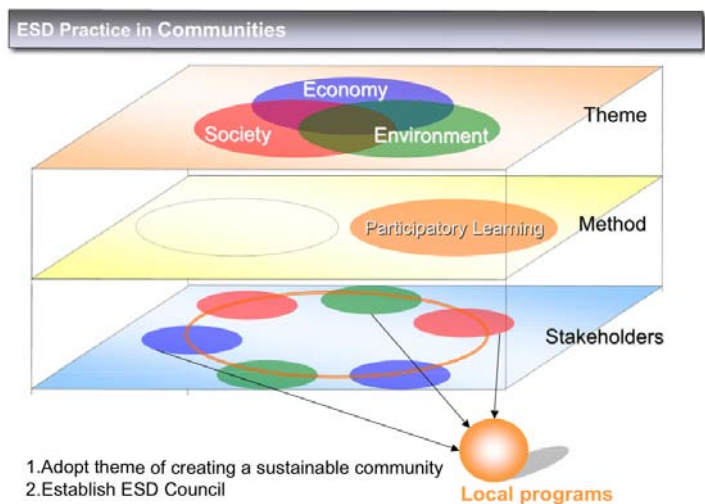 ESD Practice in Communities
Economy
Society
Environment
Theme
Participatory Learning
Method
Stakeholders
1.Adopt theme of creating a sustainable community
2.Establish ESD Council
Local programs